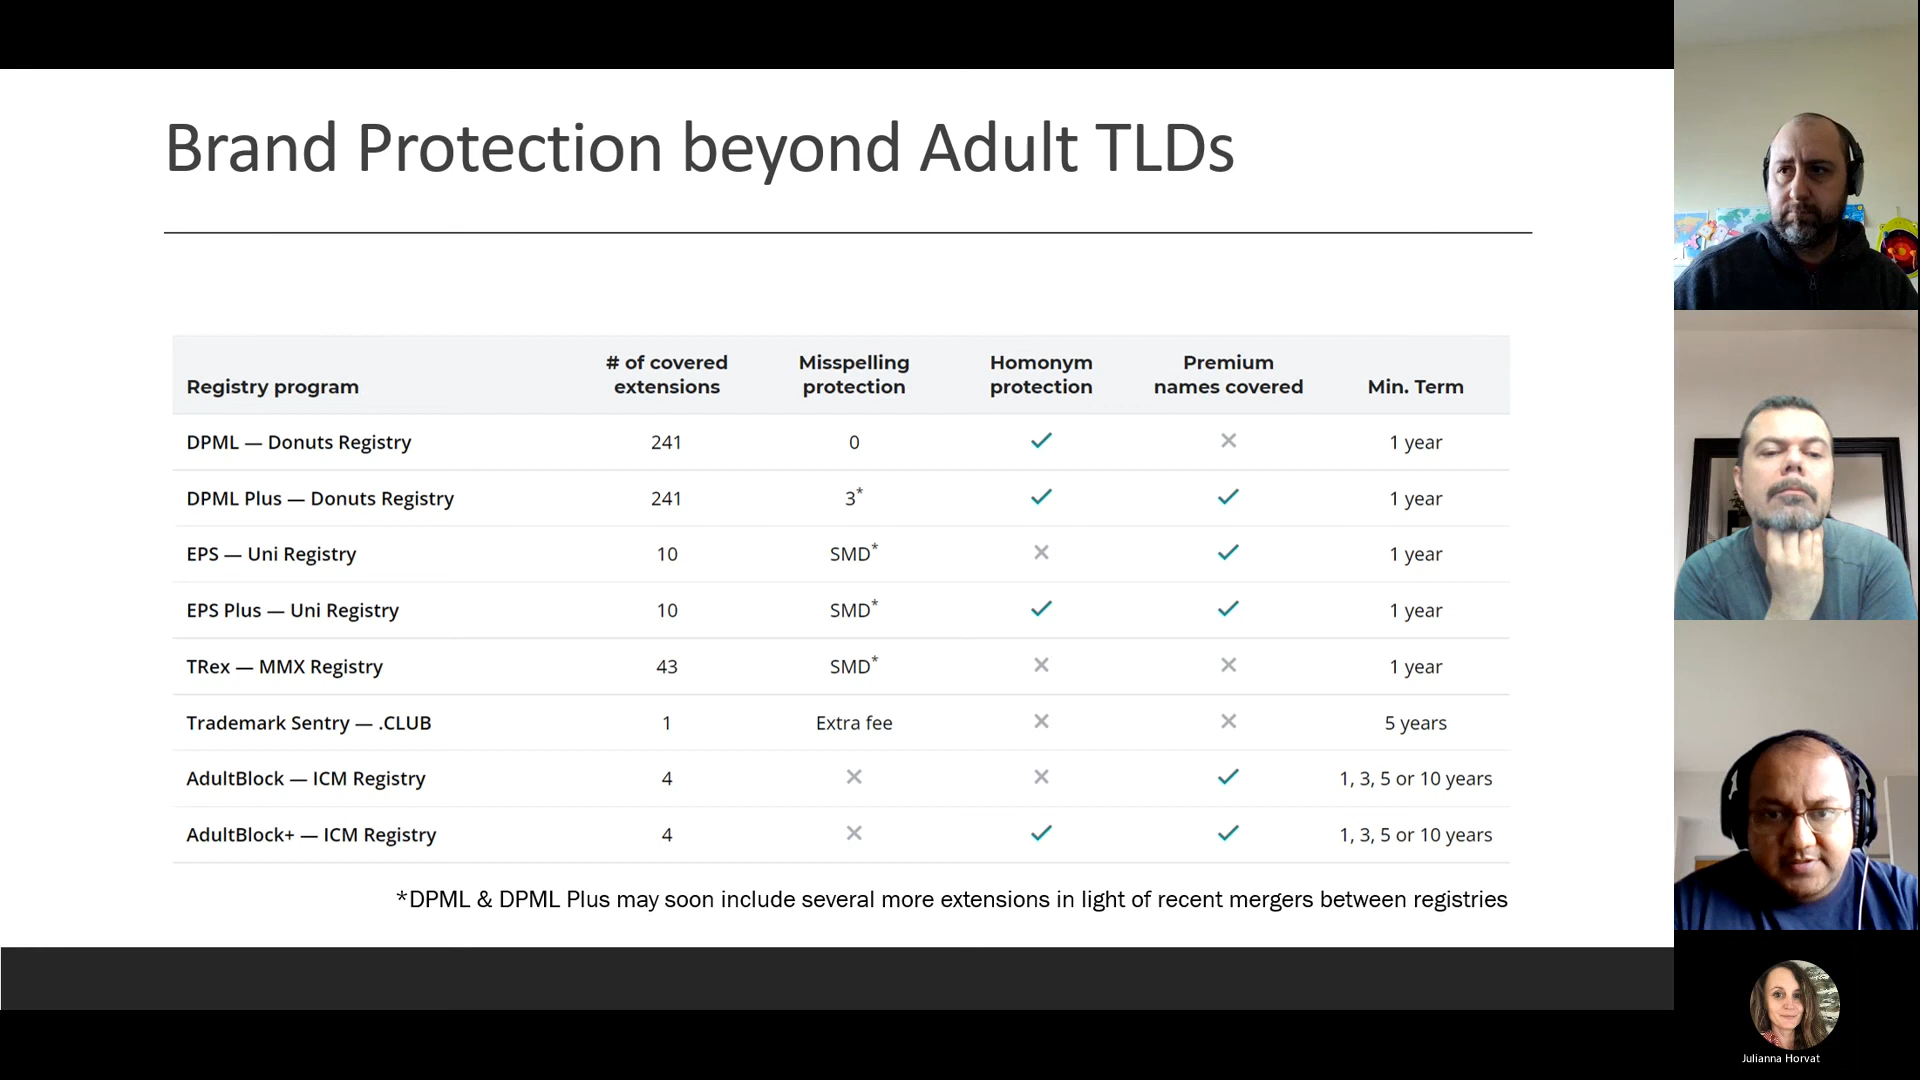 Brand Protection beyond Adult TLDs
Registry program # of covered extensions Misspelling protection Homonym protection Premium names covered Min. Term
DPML — Donuts Registry 241 0 ✓ ✕ 1 year
DPML Plus — Donuts Registry 241 3* ✓ ✓ 1 year
EPS — Uni Registry 10 SMD* ✕ ✓ 1 year
EPS Plus — Uni Registry 10 SMD* ✓ ✓ 1 year
TRex — MMX Registry 43 SMD* ✕ ✕ 1 year
Trademark Sentry — .CLUB 1 Extra fee ✕ ✕ 5 years
AdultBlock — ICM Registry 4 ✕ ✕ ✓ 1, 3, 5 or 10 years
AdultBlock+ — ICM Registry 4 ✕ ✓ ✓ 1, 3, 5 or 10 years
*DPML & DPML Plus may soon include several more extensions in light of recent mergers between registries
Julianna Horvat